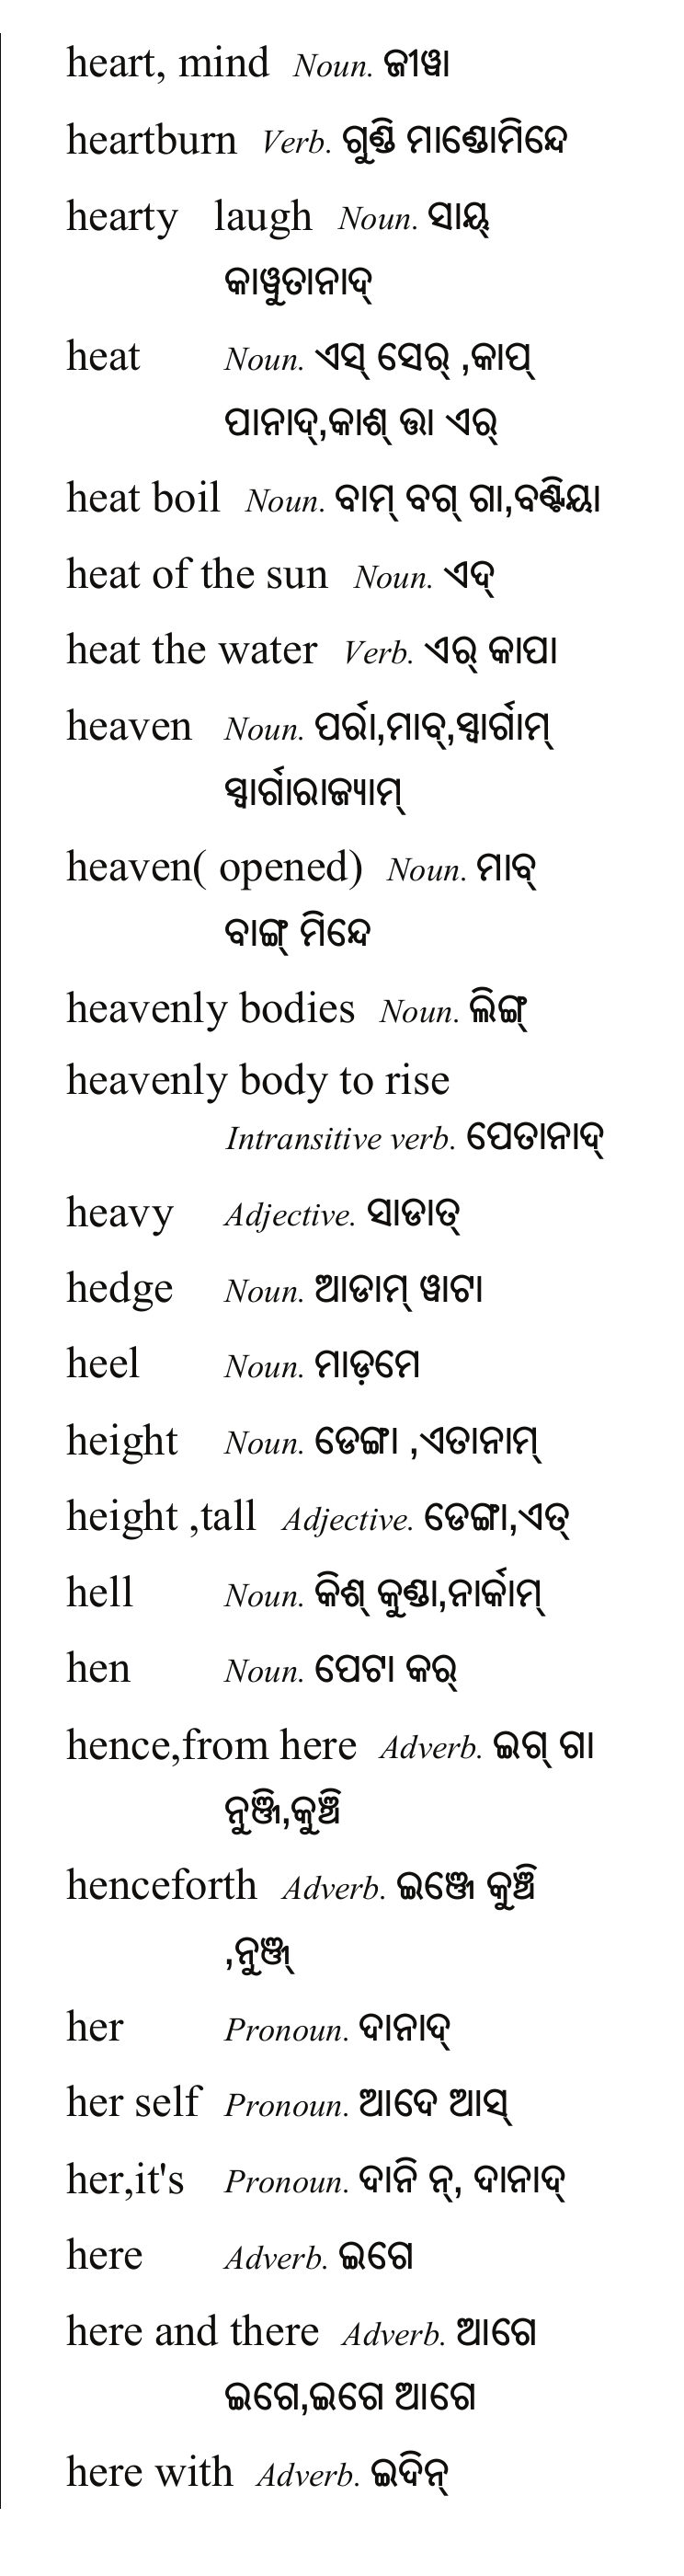 heart, mind Noun. ଜୀୱା
heartburn Verb. ଗୁଣ୍ଡି ମାଣ୍ଡୋମିନ୍ଦେ
hearty laugh Noun. ସାୟ୍
କାୱୁତାନାଦ୍
heat Noun. ଏସ୍ ସେର୍ ,କାପ୍
ପାନାଦ୍,କାଶ୍ ଉା ଏର୍
heat boil Noun. ବାମ୍ ବଗ୍ ଗା,ବଣ୍ଟିୟା
heat of the sun Noun. ଏଦ୍
heat the water Verb. ଏର୍ କାପା
heaven Noun. ପର୍ରା,ମାବ୍,ସ୍ୱାର୍ଗାମ୍
ସ୍ୱାର୍ଗାରାଜ୍ୟାମ୍
heaven( opened) Noun. ମାବ୍
ବାଙ୍ଗ୍ ମିନ୍ଦେ
heavenly bodies Noun. ଲିଙ୍ଗ୍
heavenly body to rise
Intransitive verb. ପେତାନାଦ୍
heavy Adjective. ସାଡାତ୍
hedge Noun. ଆଡାମ୍ ୱାଟା
heel Noun. ମାଡ଼ମେ
height Noun. ଡେଙ୍ଗା ,ଏତାନାମ୍
height ,tall Adjective. ଡେଙ୍ଗା,ଏତ୍
hell Noun. କିଶ୍ କୁଣ୍ଡା,ନାର୍କାମ୍
hen Noun. ପେଟା କର୍
hence,from here Adverb. ଇଗ୍ ଗା
ନୁଞ୍ଜି,କୁଞ୍ଚି
henceforth Adverb. ଇଞ୍ଜେ କୁଞ୍ଚି
,ନୁଞ୍ଜ୍
her Pronoun. ଦାନାଦ୍
her self Pronoun. ଆଦେ ଆସ୍
her,it's Pronoun. ଦାନି ନ୍, ଦାନାଦ୍
here Adverb. ଇଗେ
here and there Adverb. ଆଗେ
ଇଗେ,ଇଗେ ଆଗେ
here with Adverb. ଇଦିନ୍